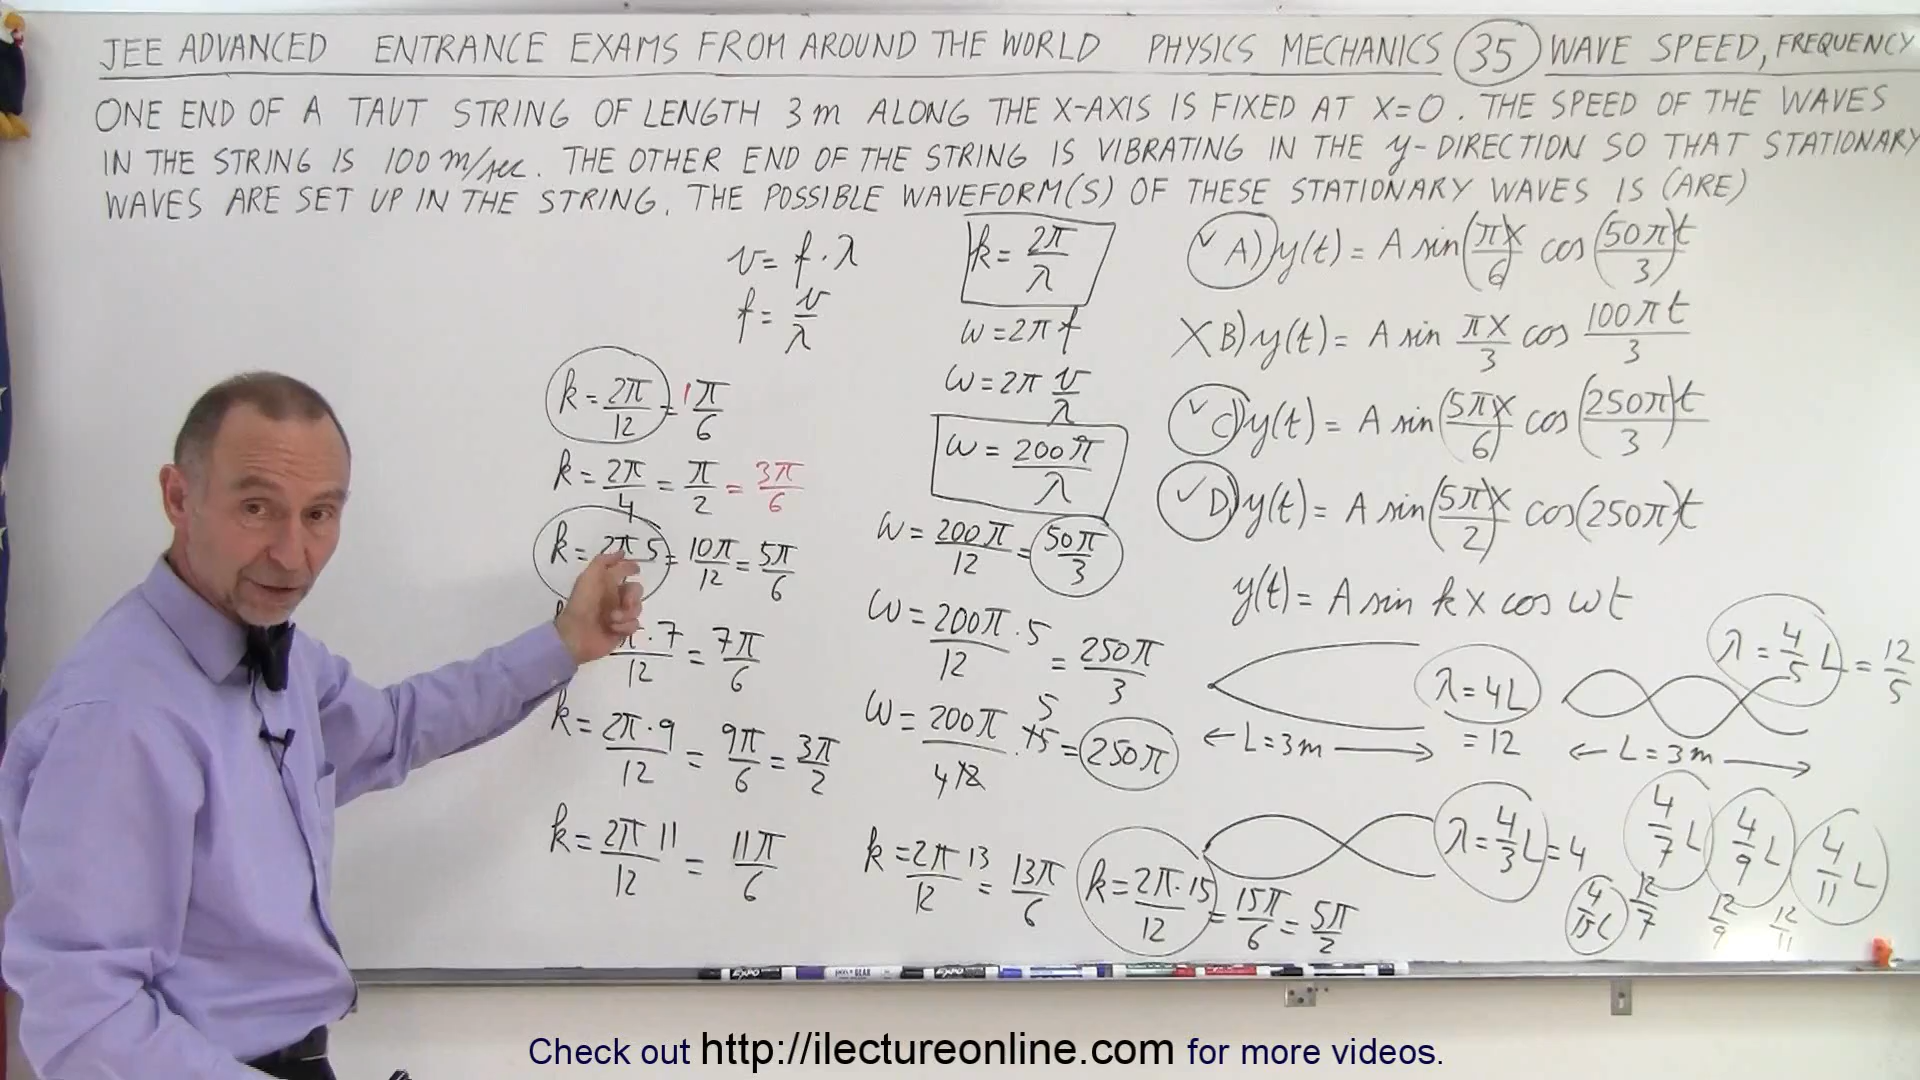 JEE ADVANCED ENTRANCE EXAMS FROM AROUND THE WORLD PHYSICS MECHANICS 35 WAVE SPEED, FREQUENCY
ONE END OF A TAUT STRING OF LENGTH 3m ALONG THE X-AXIS IS FIXED AT X=0. THE SPEED OF THE WAVES
IN THE STRING IS 100 m/sec. THE OTHER END OF THE STRING IS VIBRATING IN THE y-DIRECTION SO THAT STATIONARY
WAVES ARE SET UP IN THE STRING. THE POSSIBLE WAVEFORM(S) OF THESE STATIONARY WAVES IS (ARE)
v = f·λ
f = v/λ
k = 2π/12 = 1π/6
k = 2π/4 = π/2 = 3π/6
k = 2π 5 = 10π/12 = 5π/6
·7/12 = 7π/6
k = 2π·9/12 = 9π/6 = 3π/2
k = 2π 11/12 = 11π/6
k = 2π/λ
ω = 2πf
ω = 2π v/λ
ω = 200π/λ
ω = 200π/12 = 50π/3
ω = 200π/12 · 5 = 250π/3
ω = 200π/4 12 · 15 5 = 250π
k = 2π 13/12 = 13π/6
k = 2π·15/12 = 15π/6 = 5π/2
✓ A) y(t) = A sin(πx/6) cos(50π/3)t
X B) y(t) = A sin πx/3 cos 100πt/3
✓ C) y(t) = A sin(5πx/6) cos(250π/3)t
✓ D) y(t) = A sin(5πx/2) cos(250π)t
y(t) = A sin kx cos ωt
λ = 4L = 12
← L = 3m →
λ = 4/5 L = 12/5
← L = 3m →
λ = 4/3 L = 4
4/7 L 4/9 L 4/11 L
4/15 L 12/7 12/9 12/11
EXPO EXPO
Check out http://ilectureonline.com for more videos.